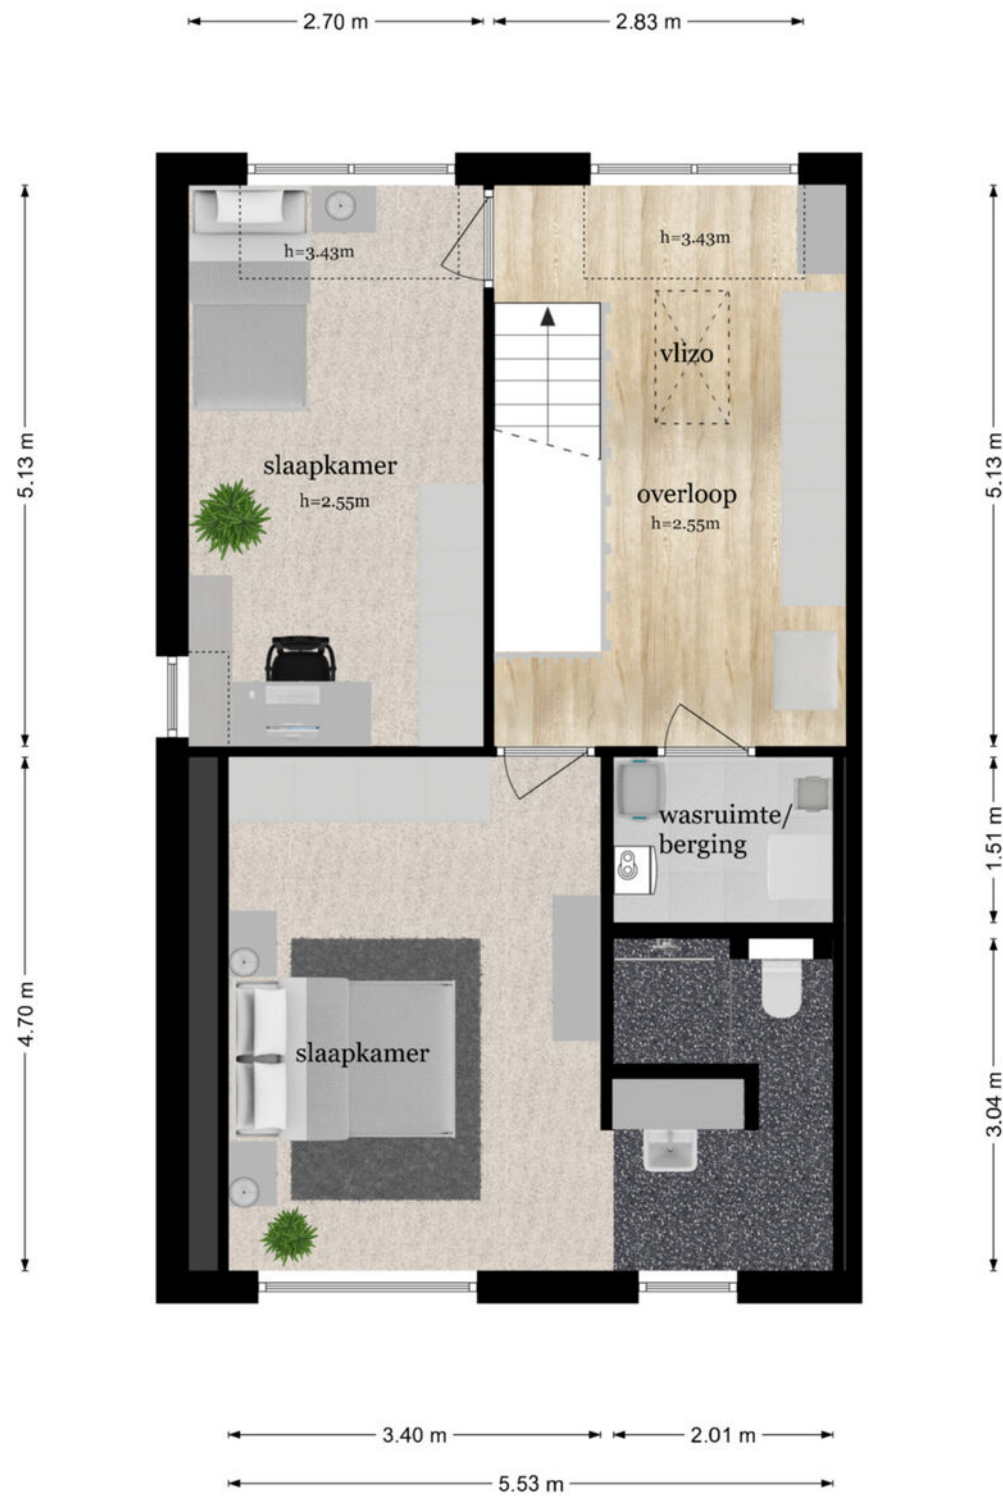 2.70 m
2.83 m
h=3.43m
h=3.43m
vlizo
5.13 m
slaapkamer
h=2.55m
overloop
h=2.55m
5.13 m
wasruimte/
berging
1.51 m
4.70 m
slaapkamer
3.04 m
3.40 m
2.01 m
5.53 m